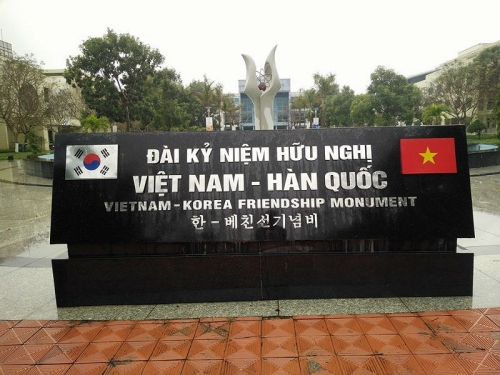 ĐÀI KỶ NIỆM HỮU NGHỊ
VIỆT NAM - HÀN QUỐC
VIETNAM - KOREA FRIENDSHIP MONUMENT
한 - 베친선기념비